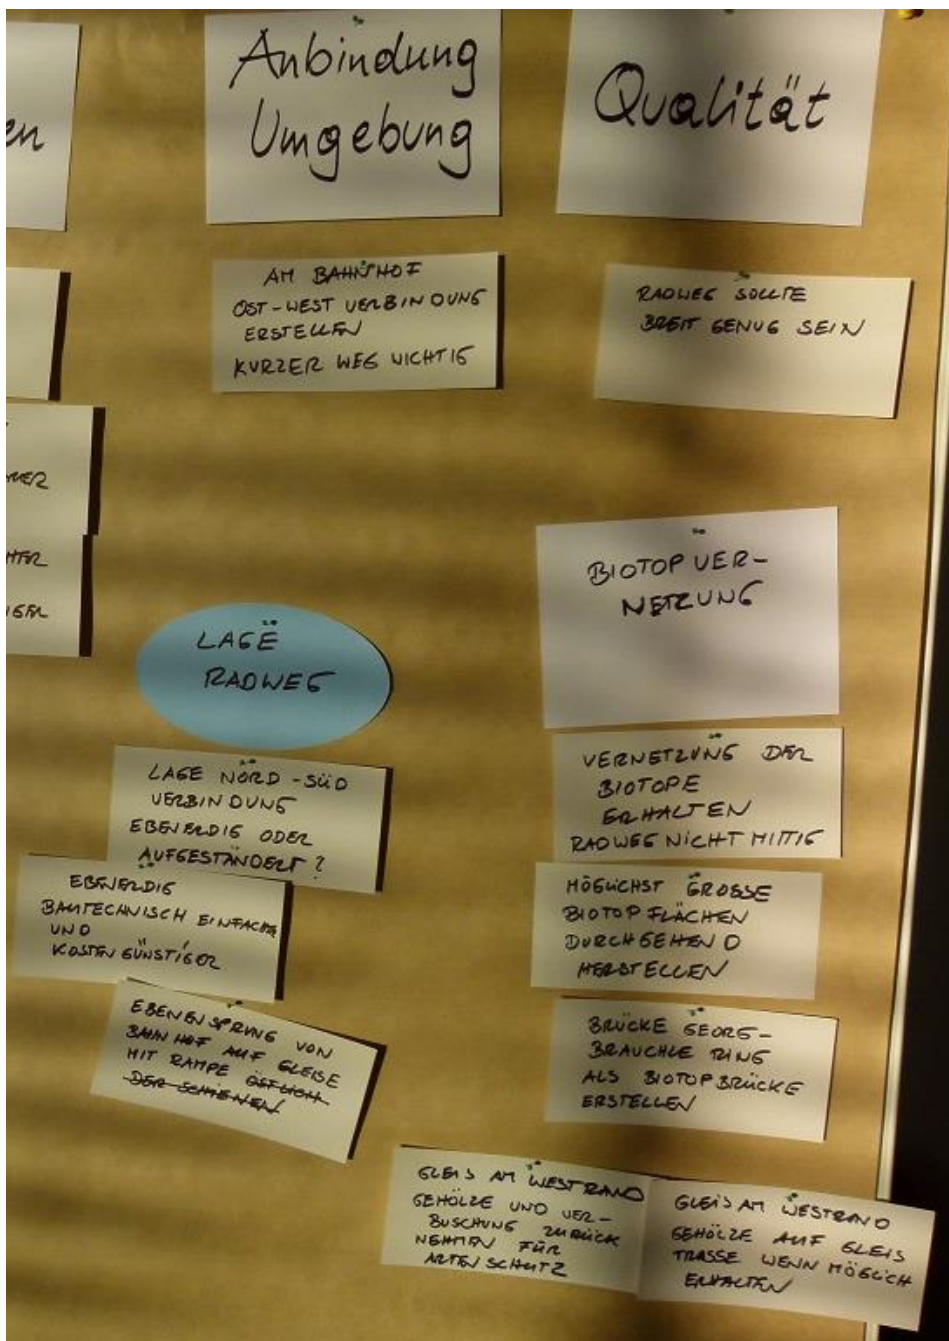 en
Anbindung
Umgebung
Qualität
AM BAHNHOF
OST-WEST VERBINDUNG
ERSTELLEN
KURZER WEG WICHTIG
RADWEG SOLLTE
BREIT GENUG SEIN
LAGE
RADWEG
LAGE NORD-SÜD
VERBINDUNG
EBENERDIG ODER
AUFGESTÄNDERT?
EBENERDIG
BAUTECHNISCH EINFACHER
UND
KOSTENGÜNSTIGER
EBENENSPRUNG VON
BAHNHOF AUF GLEISE
MIT RAMPE ÖSTLICH
DER SCHIENEN
BIOTOPVER-
NETZUNG
VERNETZUNG DER
BIOTOPE
ERHALTEN
RADWEG NICHT MITTIG
MÖGLICHST GROSSE
BIOTOPFLÄCHEN
DURCHGEHEND
HERSTELLEN
BRÜCKE GEORG-
BRAUCHLE RING
ALS BIOTOPBRÜCKE
ERSTELLEN
GLEIS AM WESTRAND
GEHÖLZE UND VER-
BUSCHUNG ZURÜCK
NEHMEN FÜR
ARTENSCHUTZ
GLEIS AM WESTRAND
GEHÖLZE AUF GLEIS
TRASSE WENN MÖGLICH
ERHALTEN